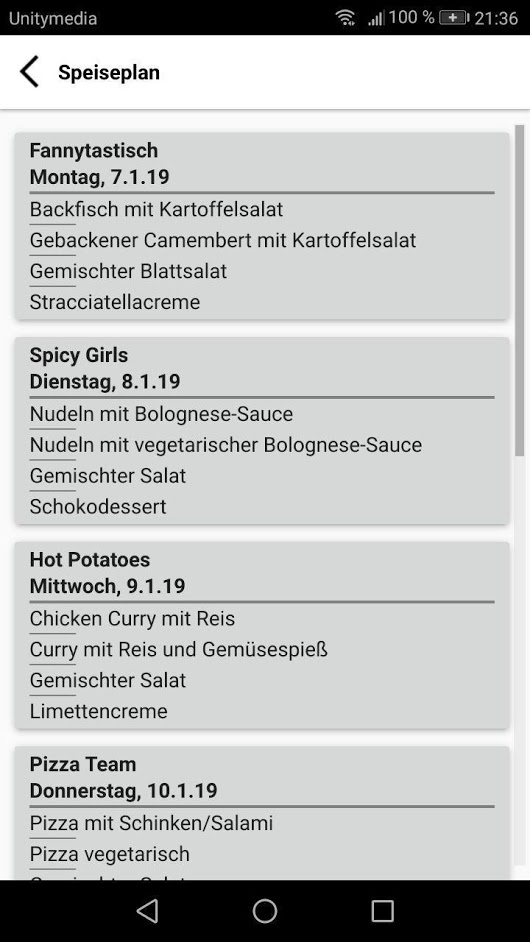 Unitymedia 100 % 21:36
Speiseplan
Fannytastisch
Montag, 7.1.19
Backfisch mit Kartoffelsalat
Gebackener Camembert mit Kartoffelsalat
Gemischter Blattsalat
Stracciatellacreme
Spicy Girls
Dienstag, 8.1.19
Nudeln mit Bolognese-Sauce
Nudeln mit vegetarischer Bolognese-Sauce
Gemischter Salat
Schokodessert
Hot Potatoes
Mittwoch, 9.1.19
Chicken Curry mit Reis
Curry mit Reis und Gemüsespieß
Gemischter Salat
Limettencreme
Pizza Team
Donnerstag, 10.1.19
Pizza mit Schinken/Salami
Pizza vegetarisch